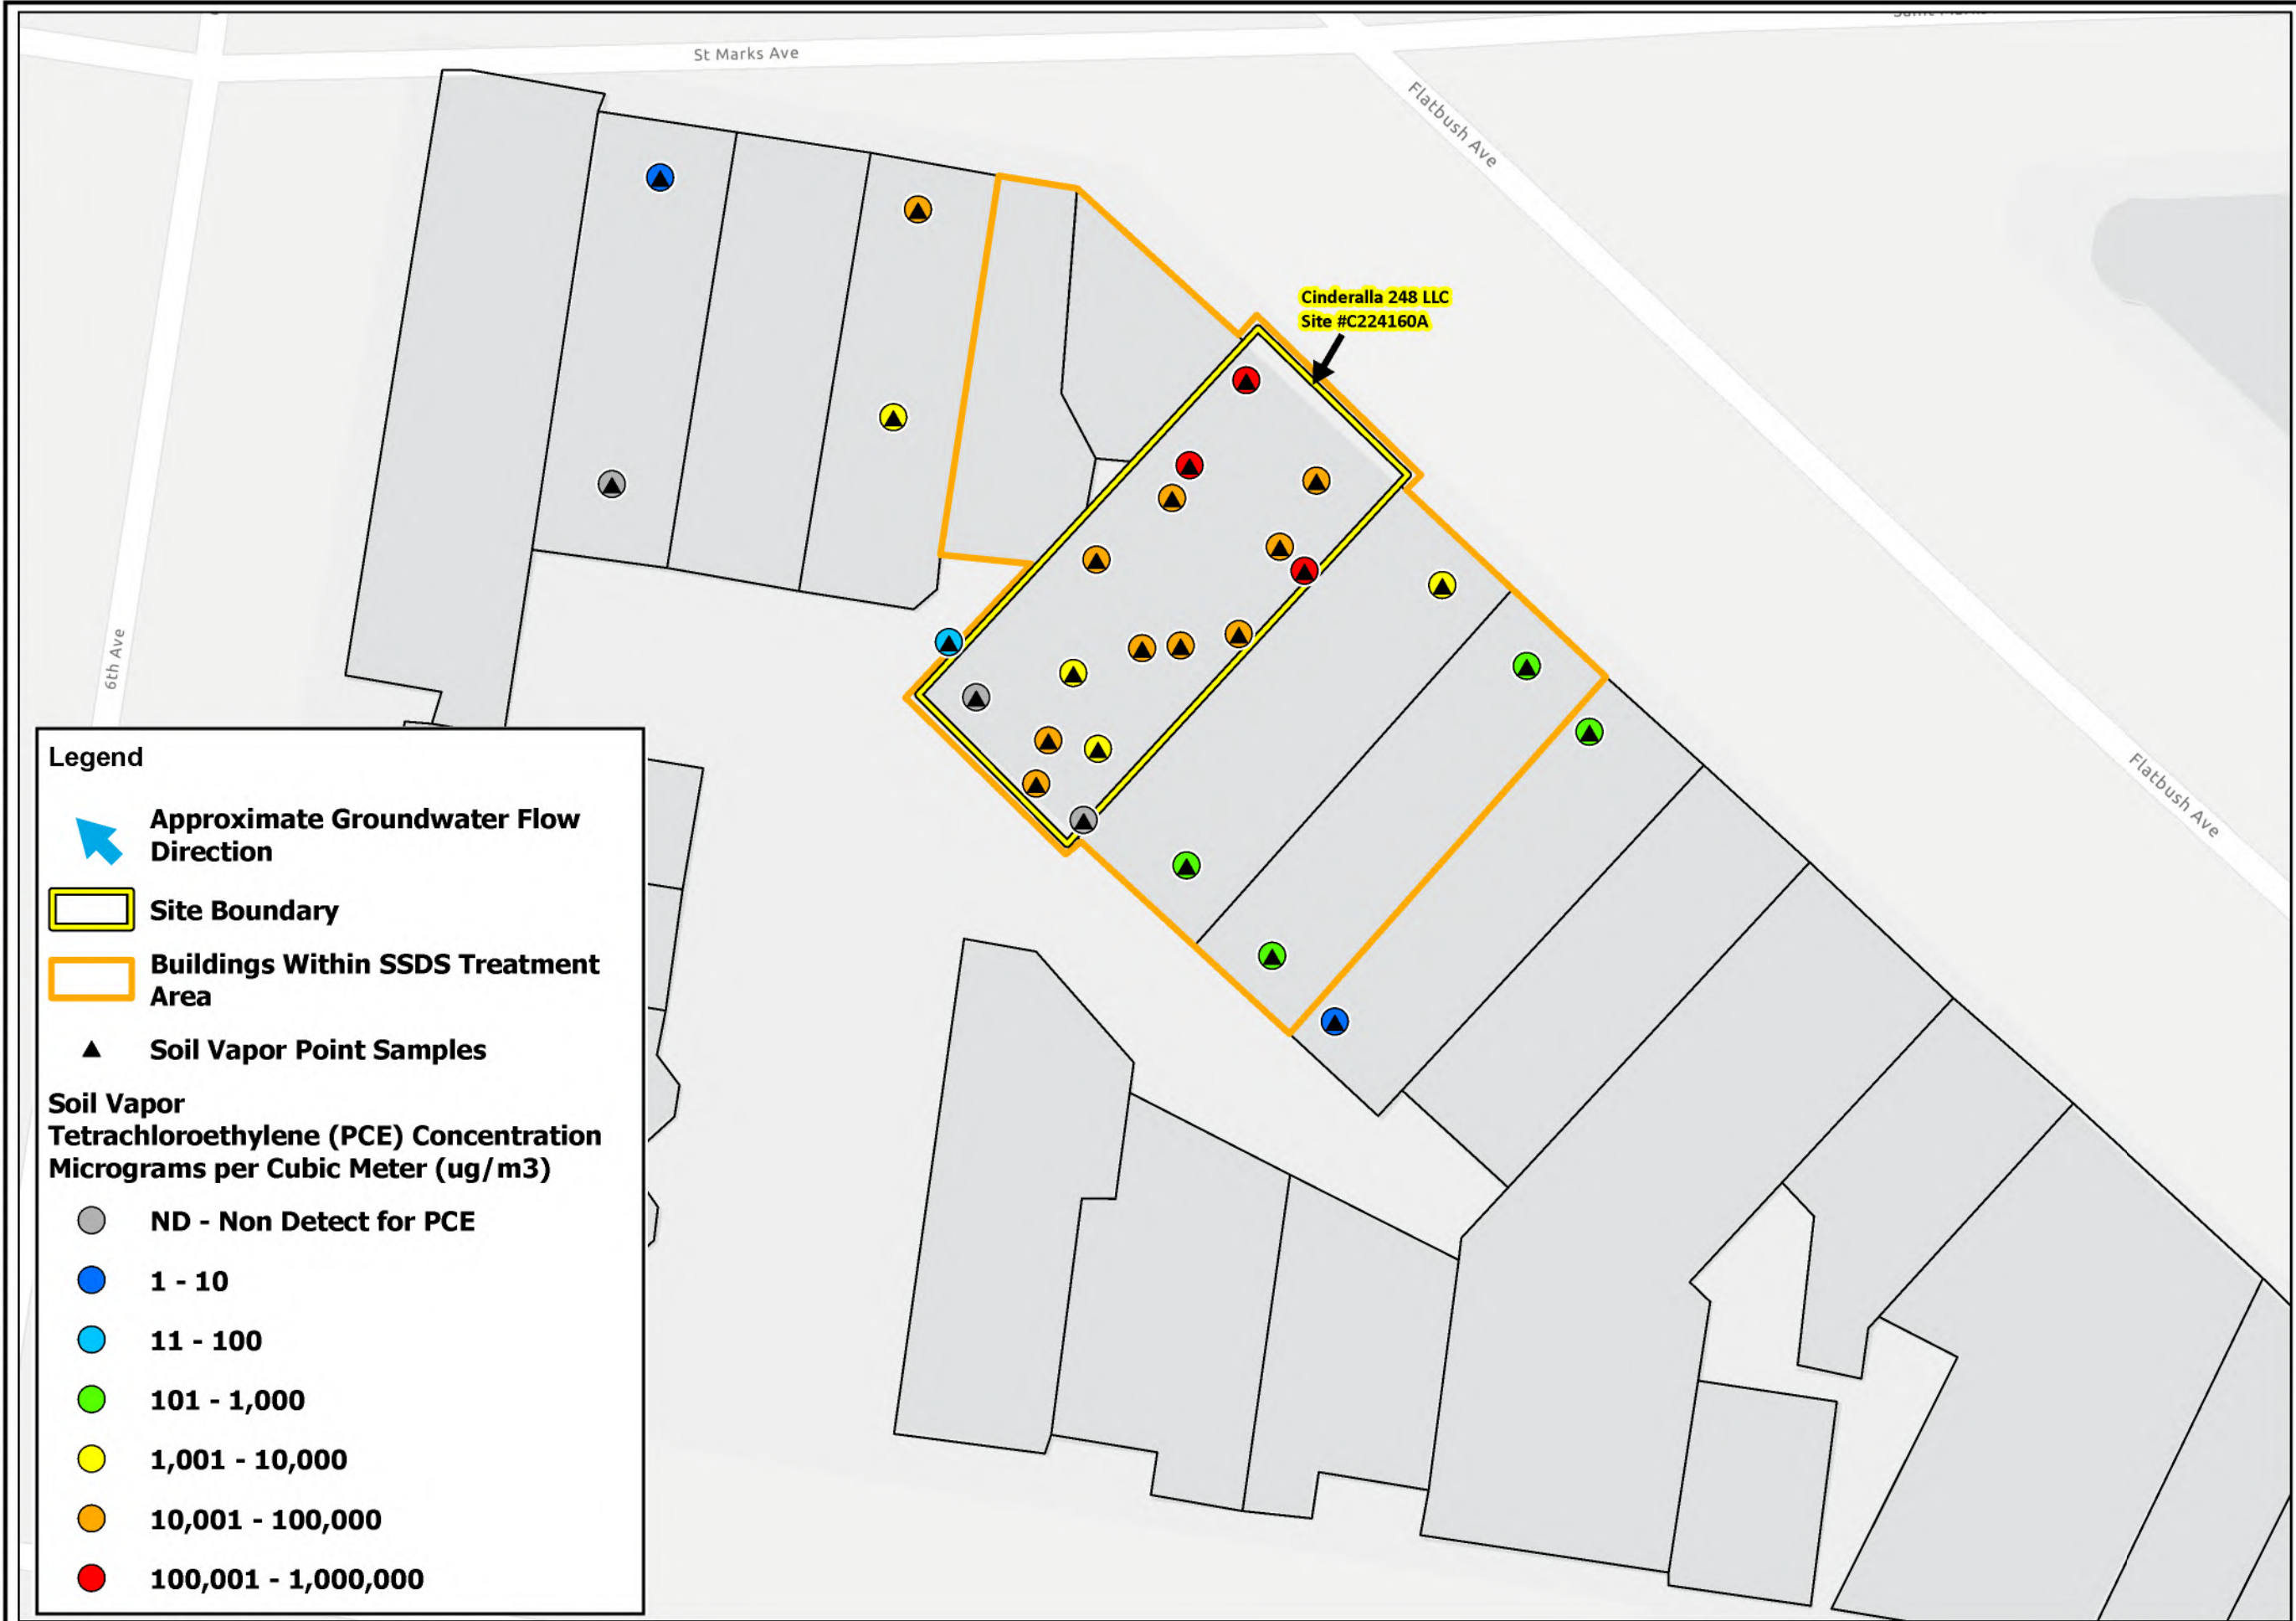 St Marks Ave
Flatbush Ave
Cinderalla 248 LLC
Site #C224160A
6th Ave
Flatbush Ave
Legend
Approximate Groundwater Flow
Direction
Site Boundary
Buildings Within SSDS Treatment
Area
Soil Vapor Point Samples
Soil Vapor
Tetrachloroethylene (PCE) Concentration
Micrograms per Cubic Meter (ug/m3)
ND - Non Detect for PCE
1 - 10
11 - 100
101 - 1,000
1,001 - 10,000
10,001 - 100,000
100,001 - 1,000,000